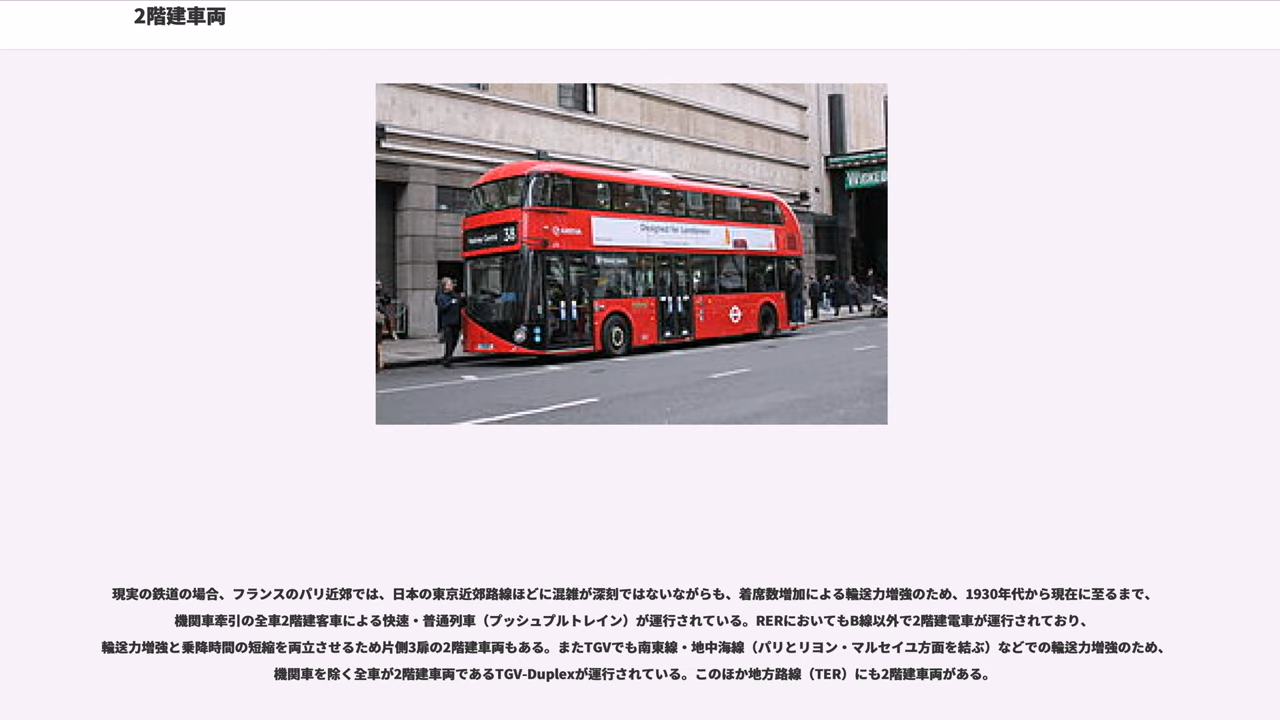 2階建車両
WICKED
38
ARRIVA
Designed for Londoners
現実の鉄道の場合、フランスのパリ近郊では、日本の東京近郊路線ほどに混雑が深刻ではないながらも、着席数増加による輸送力増強のため、1930年代から現在に至るまで、
機関車牽引の全車2階建客車による快速・普通列車（プッシュプルトレイン）が運行されている。RERにおいてもB線以外で2階建電車が運行されており、
輸送力増強と乗降時間の短縮を両立させるため片側3扉の2階建車両もある。またTGVでも南東線・地中海線（パリとリヨン・マルセイユ方面を結ぶ）などでの輸送力増強のため、
機関車を除く全車が2階建車両であるTGV-Duplexが運行されている。このほか地方路線（TER）にも2階建車両がある。